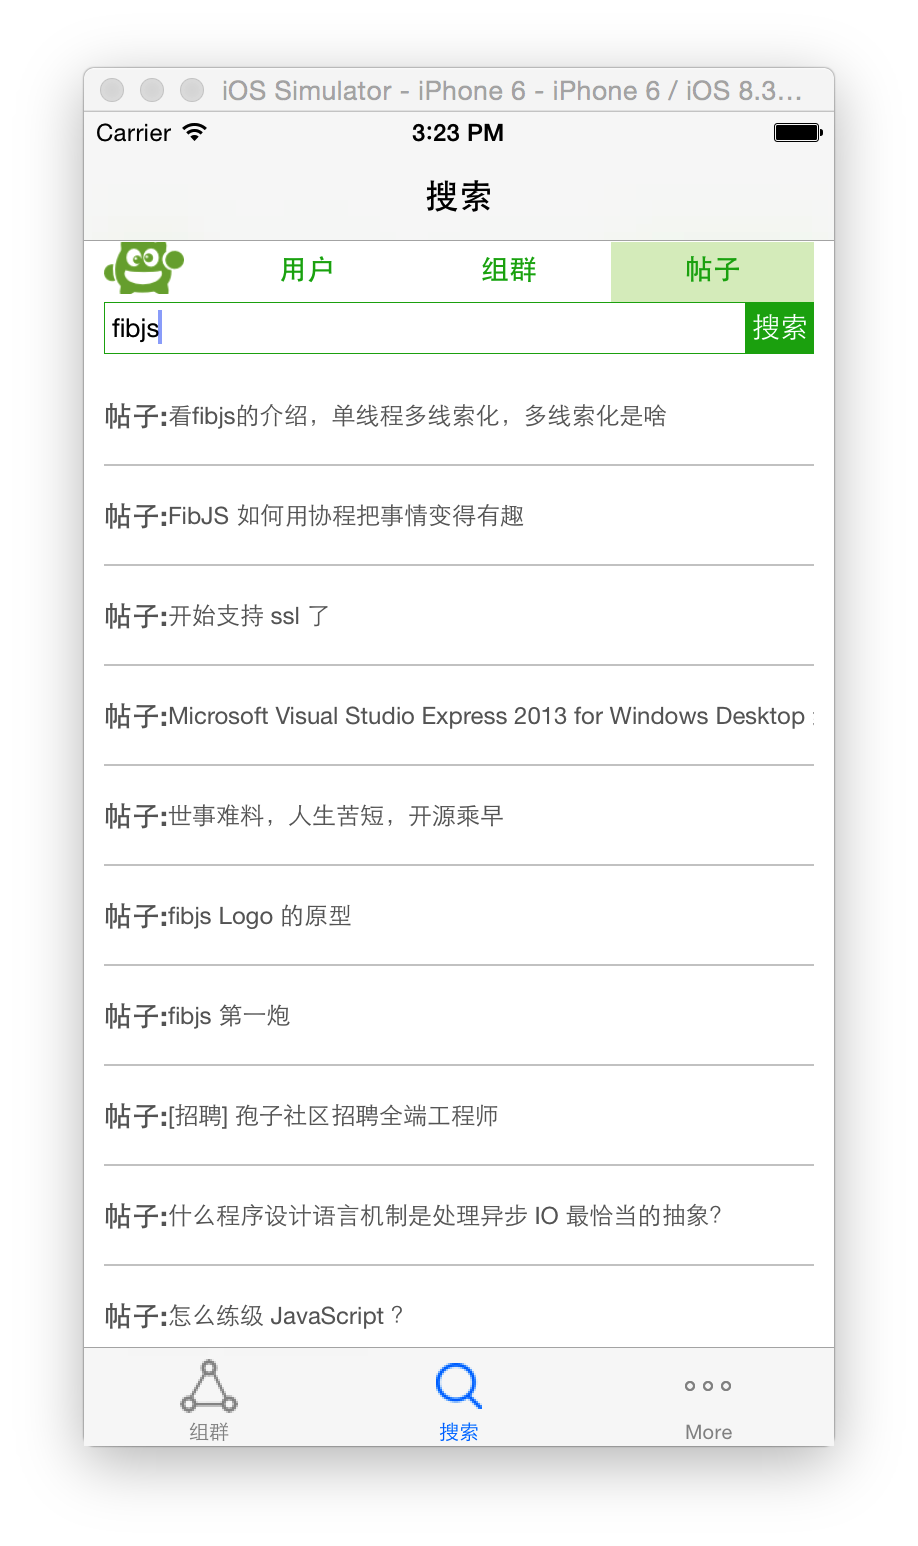 iOS Simulator - iPhone 6 - iPhone 6 / iOS 8.3...
Carrier 3:23 PM
搜索
用户 组群 帖子
fibjs 搜索
帖子:看fibjs的介绍，单线程多线索化，多线索化是啥
帖子:FibJS 如何用协程把事情变得有趣
帖子:开始支持 ssl 了
帖子:Microsoft Visual Studio Express 2013 for Windows Desktop
帖子:世事难料，人生苦短，开源乘早
帖子:fibjs Logo 的原型
帖子:fibjs 第一炮
帖子:[招聘] 孢子社区招聘全端工程师
帖子:什么程序设计语言机制是处理异步 IO 最恰当的抽象？
帖子:怎么练级 JavaScript ？
组群 搜索 More